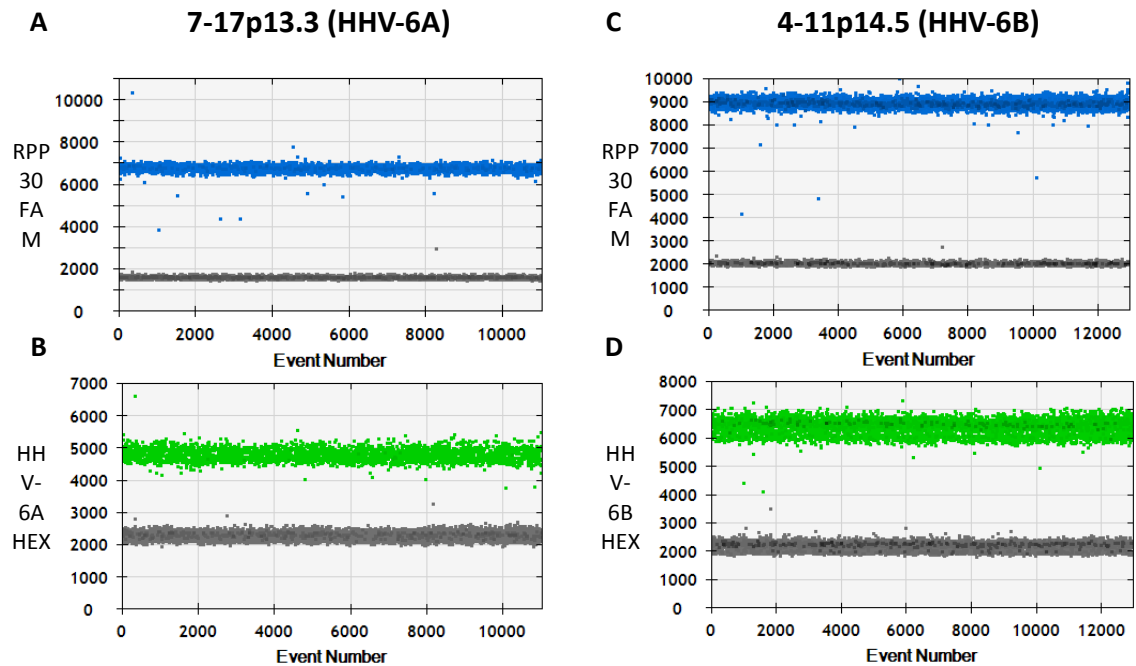 A
7-17p13.3 (HHV-6A)
C
4-11p14.5 (HHV-6B)
RPP
30
FA
M
10000
8000
6000
4000
2000
0
0 2000 4000 6000 8000 10000
Event Number
RPP
30
FA
M
10000
9000
8000
7000
6000
5000
4000
3000
2000
1000
0
0 2000 4000 6000 8000 10000 12000
Event Number
B
HH
V-
6A
HEX
7000
6000
5000
4000
3000
2000
1000
0
0 2000 4000 6000 8000 10000
Event Number
D
HH
V-
6B
HEX
8000
7000
6000
5000
4000
3000
2000
1000
0
0 2000 4000 6000 8000 10000 12000
Event Number